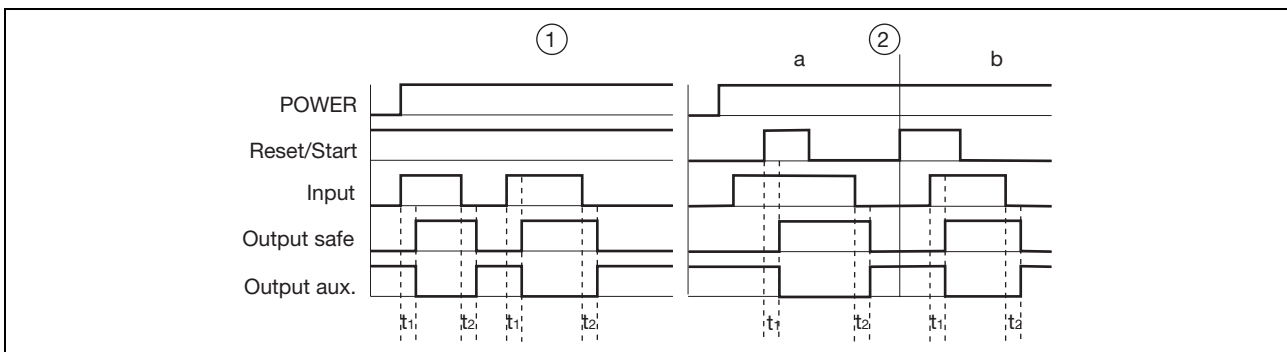 ① ②
a b
POWER
Reset/Start
Input
Output safe
Output aux.
t1 t2 t1 t2 t1 t2 t1 t2